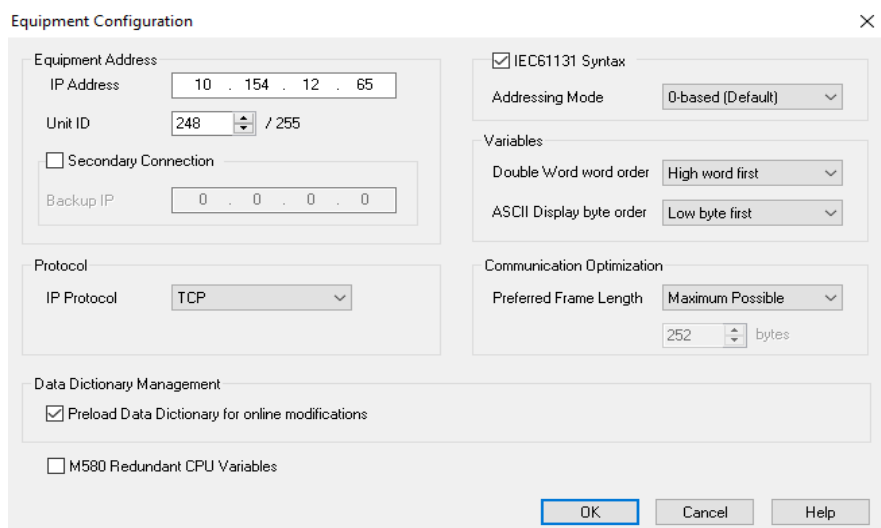 Equipment Configuration
Equipment Address
IP Address 10 . 154 . 12 . 65
Unit ID 248 / 255
Secondary Connection
Backup IP 0 . 0 . 0 . 0
IEC61131 Syntax
Addressing Mode 0-based (Default)
Variables
Double Word word order High word first
ASCII Display byte order Low byte first
Protocol
IP Protocol TCP
Communication Optimization
Preferred Frame Length Maximum Possible
252 bytes
Data Dictionary Management
Preload Data Dictionary for online modifications
M580 Redundant CPU Variables
OK Cancel Help